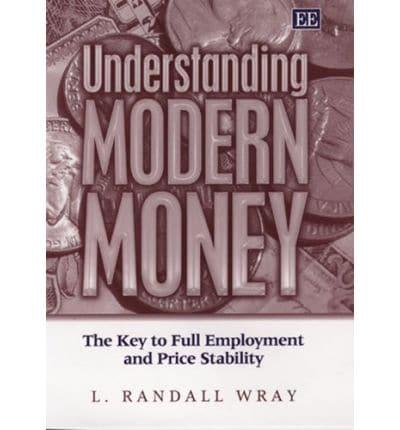 EE
Understanding
MODERN
MONEY
The Key to Full Employment
and Price Stability
L. RANDALL WRAY